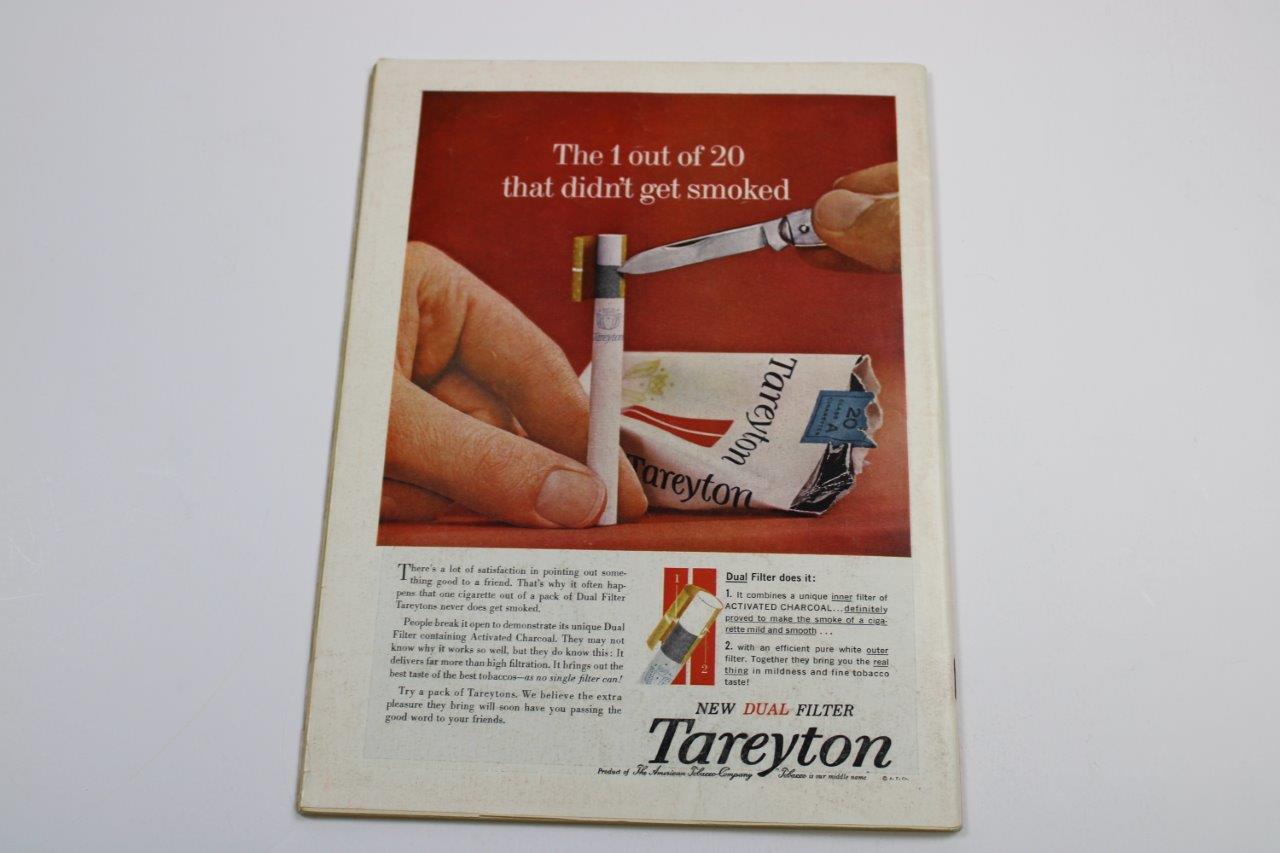 The 1 out of 20
that didn't get smoked
Tareyton
Tareyton
Tareyton
20
CLASS A
CIGARETTES
There's a lot of satisfaction in pointing out some-
thing good to a friend. That's why it often hap-
pens that one cigarette out of a pack of Dual Filter
Tareytons never does get smoked.
People break it open to demonstrate its unique Dual
Filter containing Activated Charcoal. They may not
know why it works so well, but they do know this: It
delivers far more than high filtration. It brings out the
best taste of the best tobaccos—as no single filter can!
Try a pack of Tareytons. We believe the extra
pleasure they bring will soon have you passing the
good word to your friends.
1
2
Dual Filter does it:
1. It combines a unique inner filter of
ACTIVATED CHARCOAL...definitely
proved to make the smoke of a ciga-
rette mild and smooth ...
2. with an efficient pure white outer
filter. Together they bring you the real
thing in mildness and fine tobacco
taste!
NEW DUAL FILTER
Tareyton
Product of The American Tobacco Company "Tobacco is our middle name" © A. T. Co.